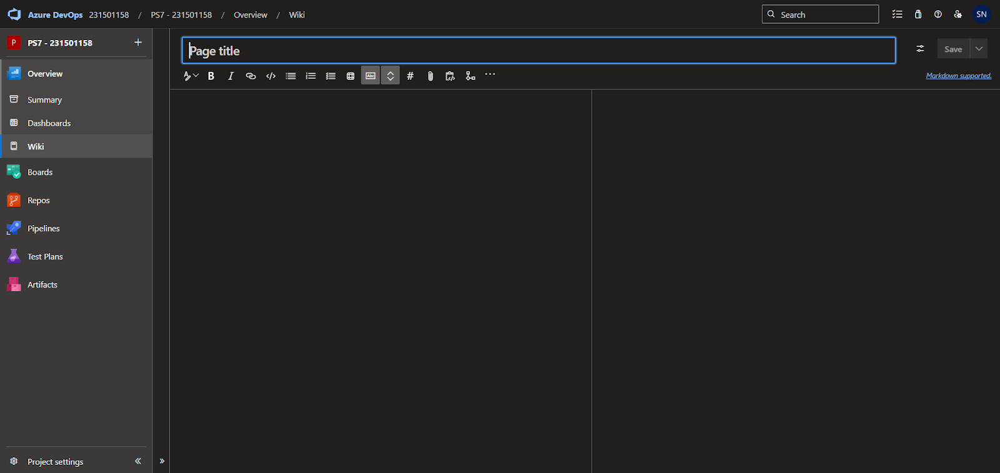 Azure DevOps 231501158 / PS7 - 231501158 / Overview / Wiki Search SN
P PS7 - 231501158 +
Page title
Save
Overview
B I </> # ...
Abc
Markdown supported.
Summary
Dashboards
Wiki
Boards
Repos
Pipelines
Test Plans
Artifacts
Project settings « »